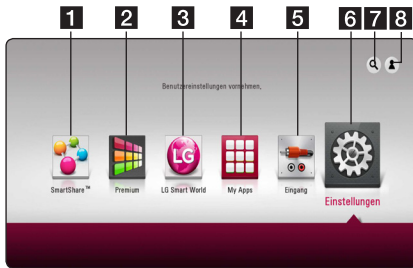 1 2 3 4 5 6 7 8
Benutzereinstellungen vornehmen.
LG
SmartShare™ Premium LG Smart World My Apps Eingang
Einstellungen